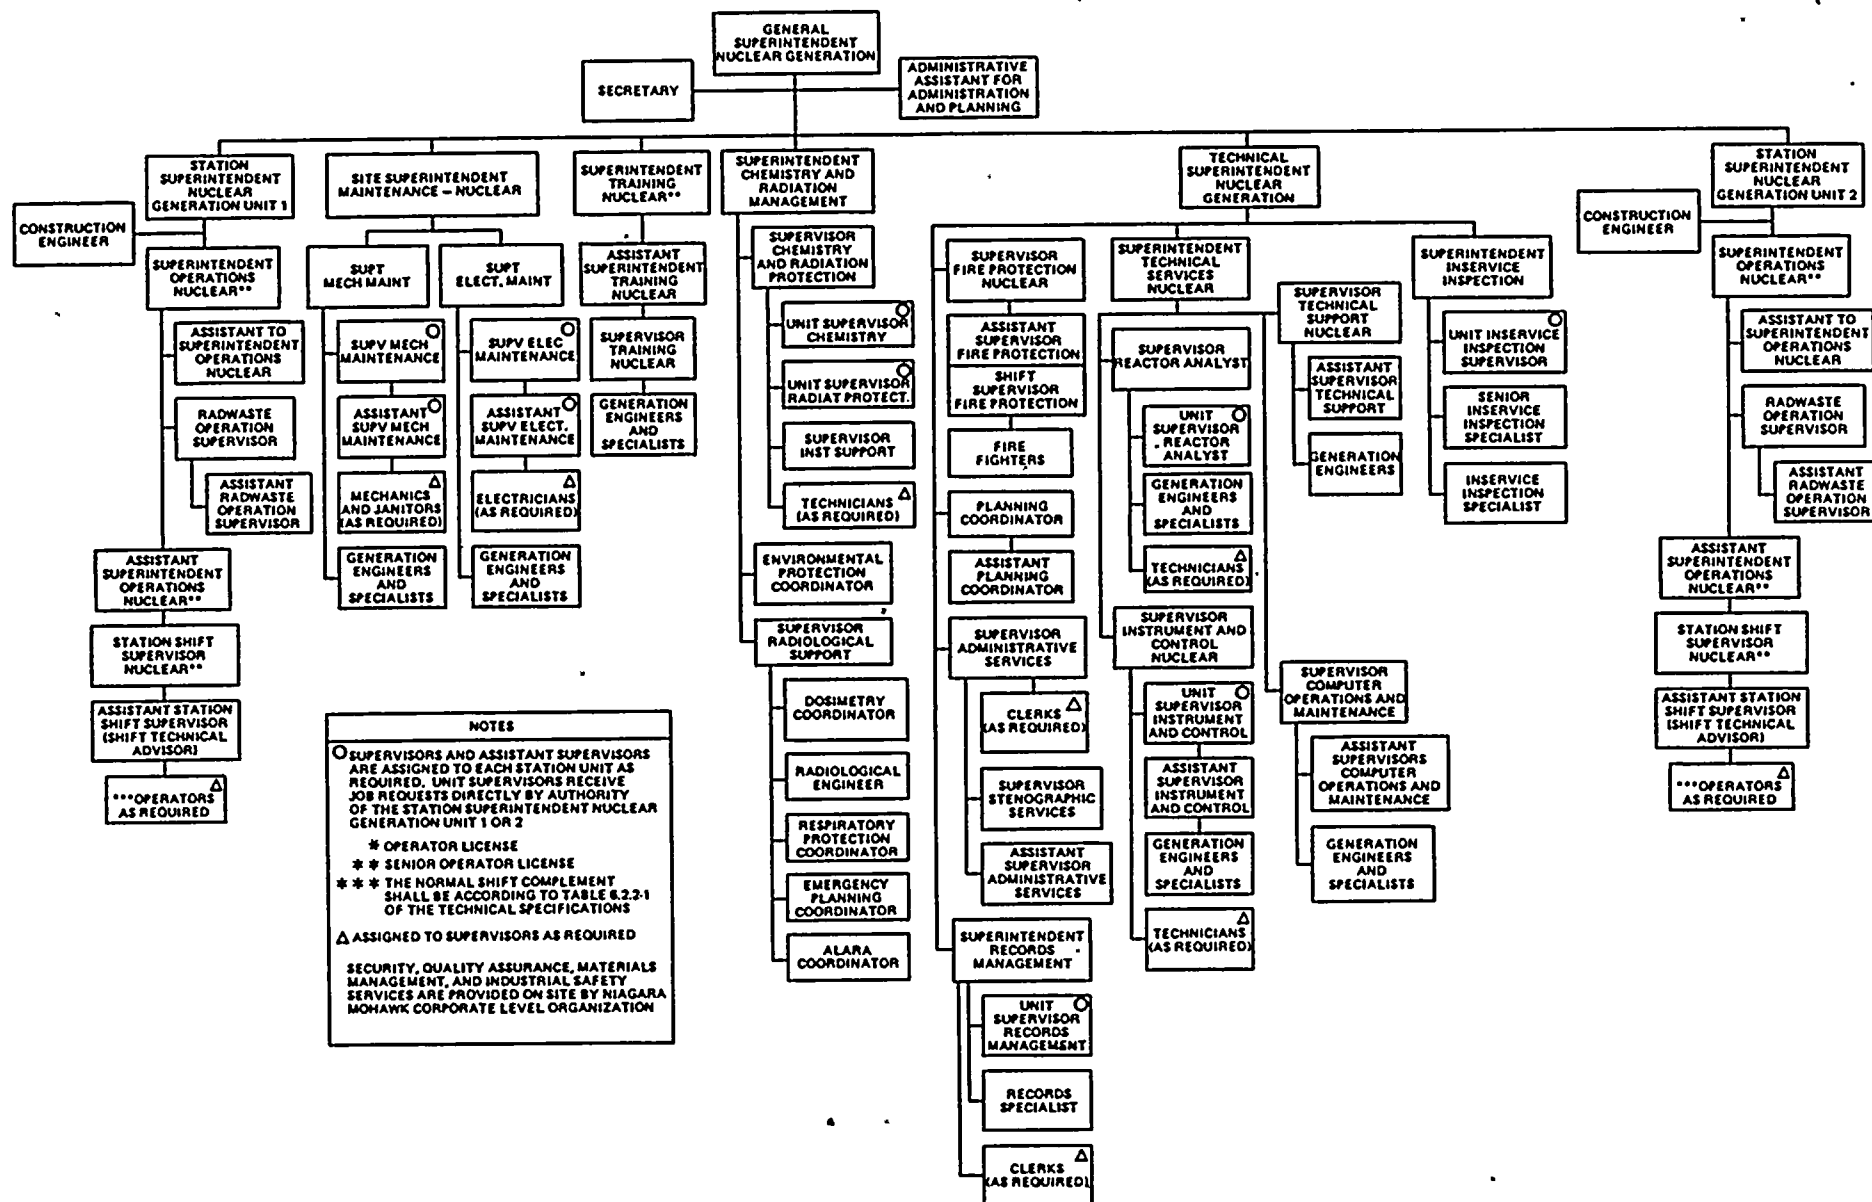 GENERAL
SUPERINTENDENT
NUCLEAR GENERATION
SECRETARY
ADMINISTRATIVE
ASSISTANT FOR
ADMINISTRATION
AND PLANNING
STATION
SUPERINTENDENT
NUCLEAR
GENERATION UNIT 1
CONSTRUCTION
ENGINEER
SUPERINTENDENT
OPERATIONS
NUCLEAR**
ASSISTANT TO
SUPERINTENDENT
OPERATIONS
NUCLEAR
RADWASTE
OPERATION
SUPERVISOR
ASSISTANT
RADWASTE
OPERATION
SUPERVISOR
ASSISTANT
SUPERINTENDENT
OPERATIONS
NUCLEAR**
STATION SHIFT
SUPERVISOR
NUCLEAR**
ASSISTANT STATION
SHIFT SUPERVISOR
(SHIFT TECHNICAL
ADVISOR)
***OPERATORS
AS REQUIRED
SITE SUPERINTENDENT
MAINTENANCE – NUCLEAR
SUPT
MECH MAINT
SUPV MECH
MAINTENANCE
ASSISTANT
SUPV MECH
MAINTENANCE
MECHANICS
AND JANITORS
(AS REQUIRED)
GENERATION
ENGINEERS
AND
SPECIALISTS
SUPT
ELECT. MAINT
SUPV ELEC
MAINTENANCE
ASSISTANT
SUPV ELECT.
MAINTENANCE
ELECTRICIANS
(AS REQUIRED)
GENERATION
ENGINEERS
AND
SPECIALISTS
SUPERINTENDENT
TRAINING
NUCLEAR**
ASSISTANT
SUPERINTENDENT
TRAINING
NUCLEAR
SUPERVISOR
TRAINING
NUCLEAR
GENERATION
ENGINEERS
AND
SPECIALISTS
SUPERINTENDENT
CHEMISTRY AND
RADIATION
MANAGEMENT
SUPERVISOR
CHEMISTRY
AND RADIATION
PROTECTION
UNIT SUPERVISOR
CHEMISTRY
UNIT SUPERVISOR
RADIAT PROTECT.
SUPERVISOR
INST SUPPORT
TECHNICIANS
(AS REQUIRED)
ENVIRONMENTAL
PROTECTION
COORDINATOR
SUPERVISOR
RADIOLOGICAL
SUPPORT
DOSIMETRY
COORDINATOR
RADIOLOGICAL
ENGINEER
RESPIRATORY
PROTECTION
COORDINATOR
EMERGENCY
PLANNING
COORDINATOR
ALARA
COORDINATOR
TECHNICAL
SUPERINTENDENT
NUCLEAR
GENERATION
SUPERVISOR
FIRE PROTECTION
NUCLEAR
ASSISTANT
SUPERVISOR
FIRE PROTECTION
SHIFT
SUPERVISOR
FIRE PROTECTION
FIRE
FIGHTERS
PLANNING
COORDINATOR
ASSISTANT
PLANNING
COORDINATOR
SUPERVISOR
ADMINISTRATIVE
SERVICES
CLERKS
(AS REQUIRED)
SUPERVISOR
STENOGRAPHIC
SERVICES
ASSISTANT
SUPERVISOR
ADMINISTRATIVE
SERVICES
SUPERINTENDENT
RECORDS
MANAGEMENT
UNIT
SUPERVISOR
RECORDS
MANAGEMENT
RECORDS
SPECIALIST
CLERKS
(AS REQUIRED)
SUPERINTENDENT
TECHNICAL
SERVICES
NUCLEAR
SUPERVISOR
REACTOR ANALYST
UNIT
SUPERVISOR
REACTOR
ANALYST
GENERATION
ENGINEERS
AND
SPECIALISTS
TECHNICIANS
(AS REQUIRED)
SUPERVISOR
INSTRUMENT AND
CONTROL
NUCLEAR
UNIT
SUPERVISOR
INSTRUMENT
AND CONTROL
ASSISTANT
SUPERVISOR
INSTRUMENT
AND CONTROL
GENERATION
ENGINEERS
AND
SPECIALISTS
TECHNICIANS
(AS REQUIRED)
SUPERVISOR
TECHNICAL
SUPPORT
NUCLEAR
ASSISTANT
SUPERVISOR
TECHNICAL
SUPPORT
GENERATION
ENGINEERS
SUPERVISOR
COMPUTER
OPERATIONS AND
MAINTENANCE
ASSISTANT
SUPERVISORS
COMPUTER
OPERATIONS AND
MAINTENANCE
GENERATION
ENGINEERS
AND
SPECIALISTS
SUPERINTENDENT
INSERVICE
INSPECTION
UNIT INSERVICE
INSPECTION
SUPERVISOR
SENIOR
INSERVICE
INSPECTION
SPECIALIST
INSERVICE
INSPECTION
SPECIALIST
STATION
SUPERINTENDENT
NUCLEAR
GENERATION UNIT 2
CONSTRUCTION
ENGINEER
SUPERINTENDENT
OPERATIONS
NUCLEAR**
ASSISTANT TO
SUPERINTENDENT
OPERATIONS
NUCLEAR
RADWASTE
OPERATION
SUPERVISOR
ASSISTANT
RADWASTE
OPERATION
SUPERVISOR
ASSISTANT
SUPERINTENDENT
OPERATIONS
NUCLEAR**
STATION SHIFT
SUPERVISOR
NUCLEAR**
ASSISTANT STATION
SHIFT SUPERVISOR
(SHIFT TECHNICAL
ADVISOR)
***OPERATORS
AS REQUIRED
NOTES
SUPERVISORS AND ASSISTANT SUPERVISORS
ARE ASSIGNED TO EACH STATION UNIT AS
REQUIRED. UNIT SUPERVISORS RECEIVE
JOB REQUESTS DIRECTLY BY AUTHORITY
OF THE STATION SUPERINTENDENT NUCLEAR
GENERATION UNIT 1 OR 2
* OPERATOR LICENSE
** SENIOR OPERATOR LICENSE
*** THE NORMAL SHIFT COMPLEMENT
SHALL BE ACCORDING TO TABLE 6.2.2-1
OF THE TECHNICAL SPECIFICATIONS
△ ASSIGNED TO SUPERVISORS AS REQUIRED
SECURITY, QUALITY ASSURANCE, MATERIALS
MANAGEMENT, AND INDUSTRIAL SAFETY
SERVICES ARE PROVIDED ON SITE BY NIAGARA
MOHAWK CORPORATE LEVEL ORGANIZATION